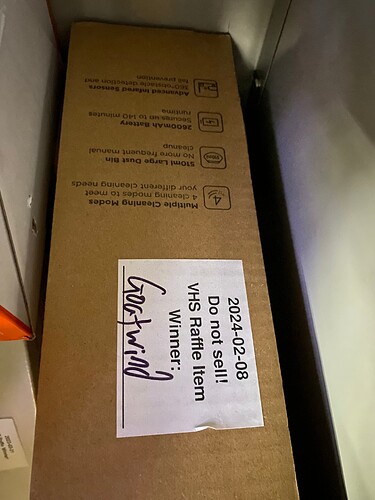 Multiple Cleaning Modes
4 cleaning modes to meet
your different cleaning needs
510ml Large Dust Bin
No more frequent manual
cleanup
2600mAh Battery
Secures up to 140 minutes
runtime
Advanced Infrared Sensors
360° obstacle detection and
fall prevention
2024-02-08
Do not sell!
VHS Raffle Item
Winner:
Goatwind